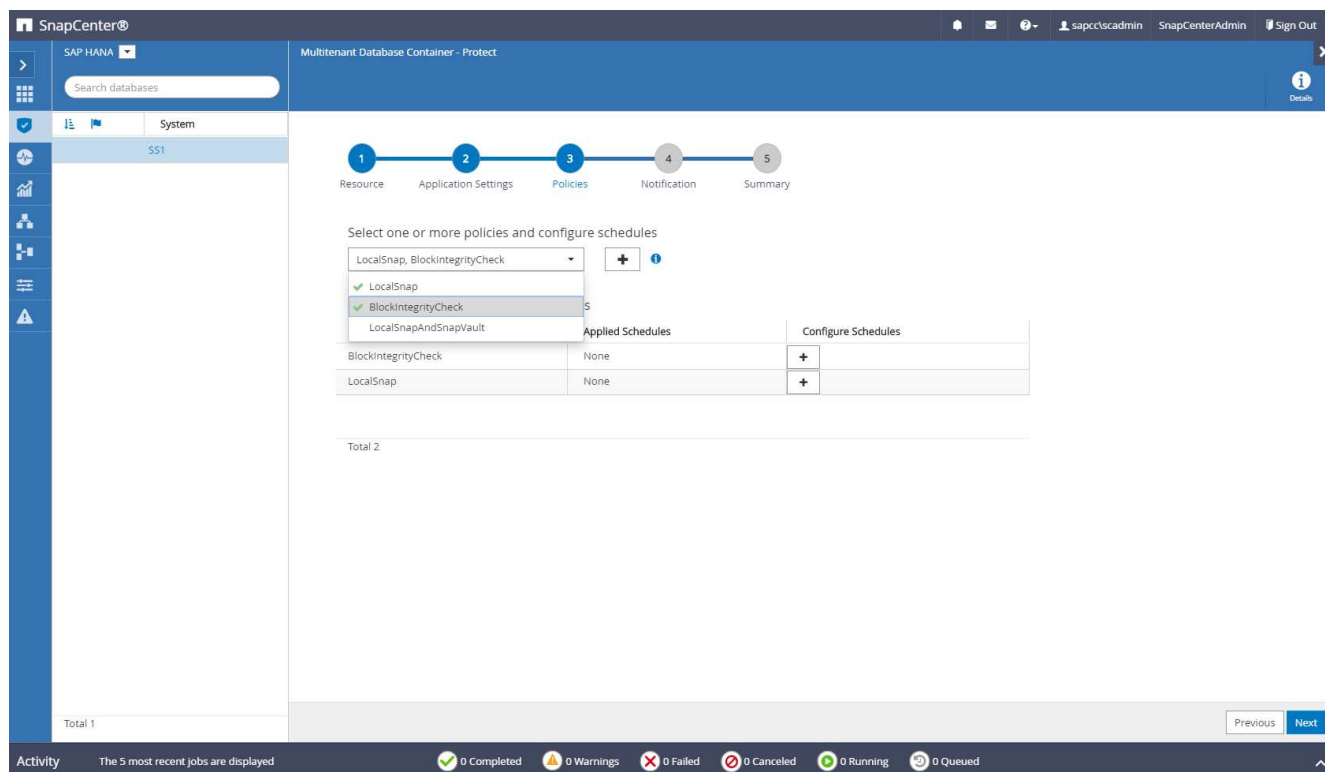 SnapCenter®
sapcc\scadmin SnapCenterAdmin Sign Out
SAP HANA
Multitenant Database Container - Protect
Search databases
Details
System
SS1
1 2 3 4 5
Resource Application Settings Policies Notification Summary
Select one or more policies and configure schedules
LocalSnap, BlockIntegrityCheck
LocalSnap
BlockIntegrityCheck
s
LocalSnapAndSnapVault
Applied Schedules Configure Schedules
BlockIntegrityCheck None
LocalSnap None
Total 2
Total 1
Previous Next
Activity The 5 most recent jobs are displayed 0 Completed 0 Warnings 0 Failed 0 Canceled 0 Running 0 Queued